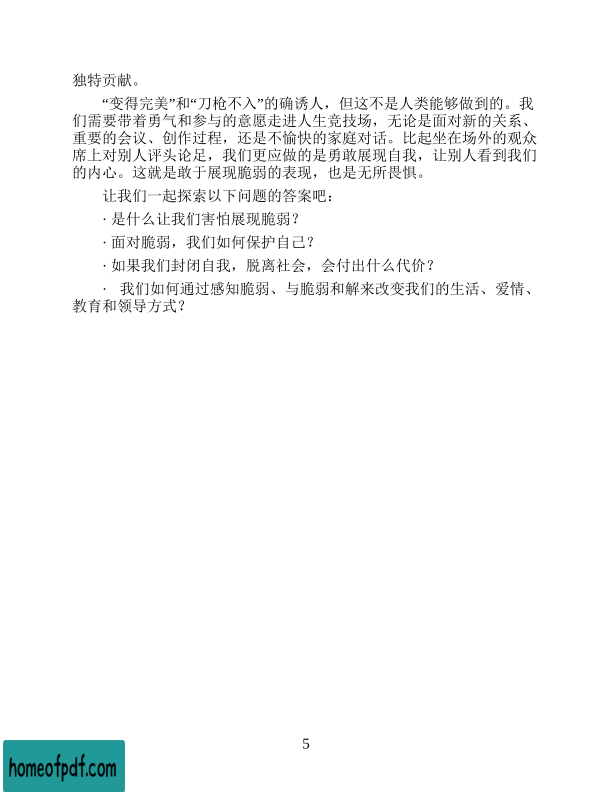 独特贡献。
“变得完美”和“刀枪不入”的确诱人，但这不是人类能够做到的。我
们需要带着勇气和参与的意愿走进人生竞技场，无论是面对新的关系、
重要的会议、创作过程，还是不愉快的家庭对话。比起坐在场外的观众
席上对别人评头论足，我们更应做的是勇敢展现自我，让别人看到我们
的内心。这就是敢于展现脆弱的表现，也是无所畏惧。
让我们一起探索以下问题的答案吧：
· 是什么让我们害怕展现脆弱？
· 面对脆弱，我们如何保护自己？
· 如果我们封闭自我，脱离社会，会付出什么代价？
· 我们如何通过感知脆弱、与脆弱和解来改变我们的生活、爱情、
教育和领导方式？
5
homeofpdf.com